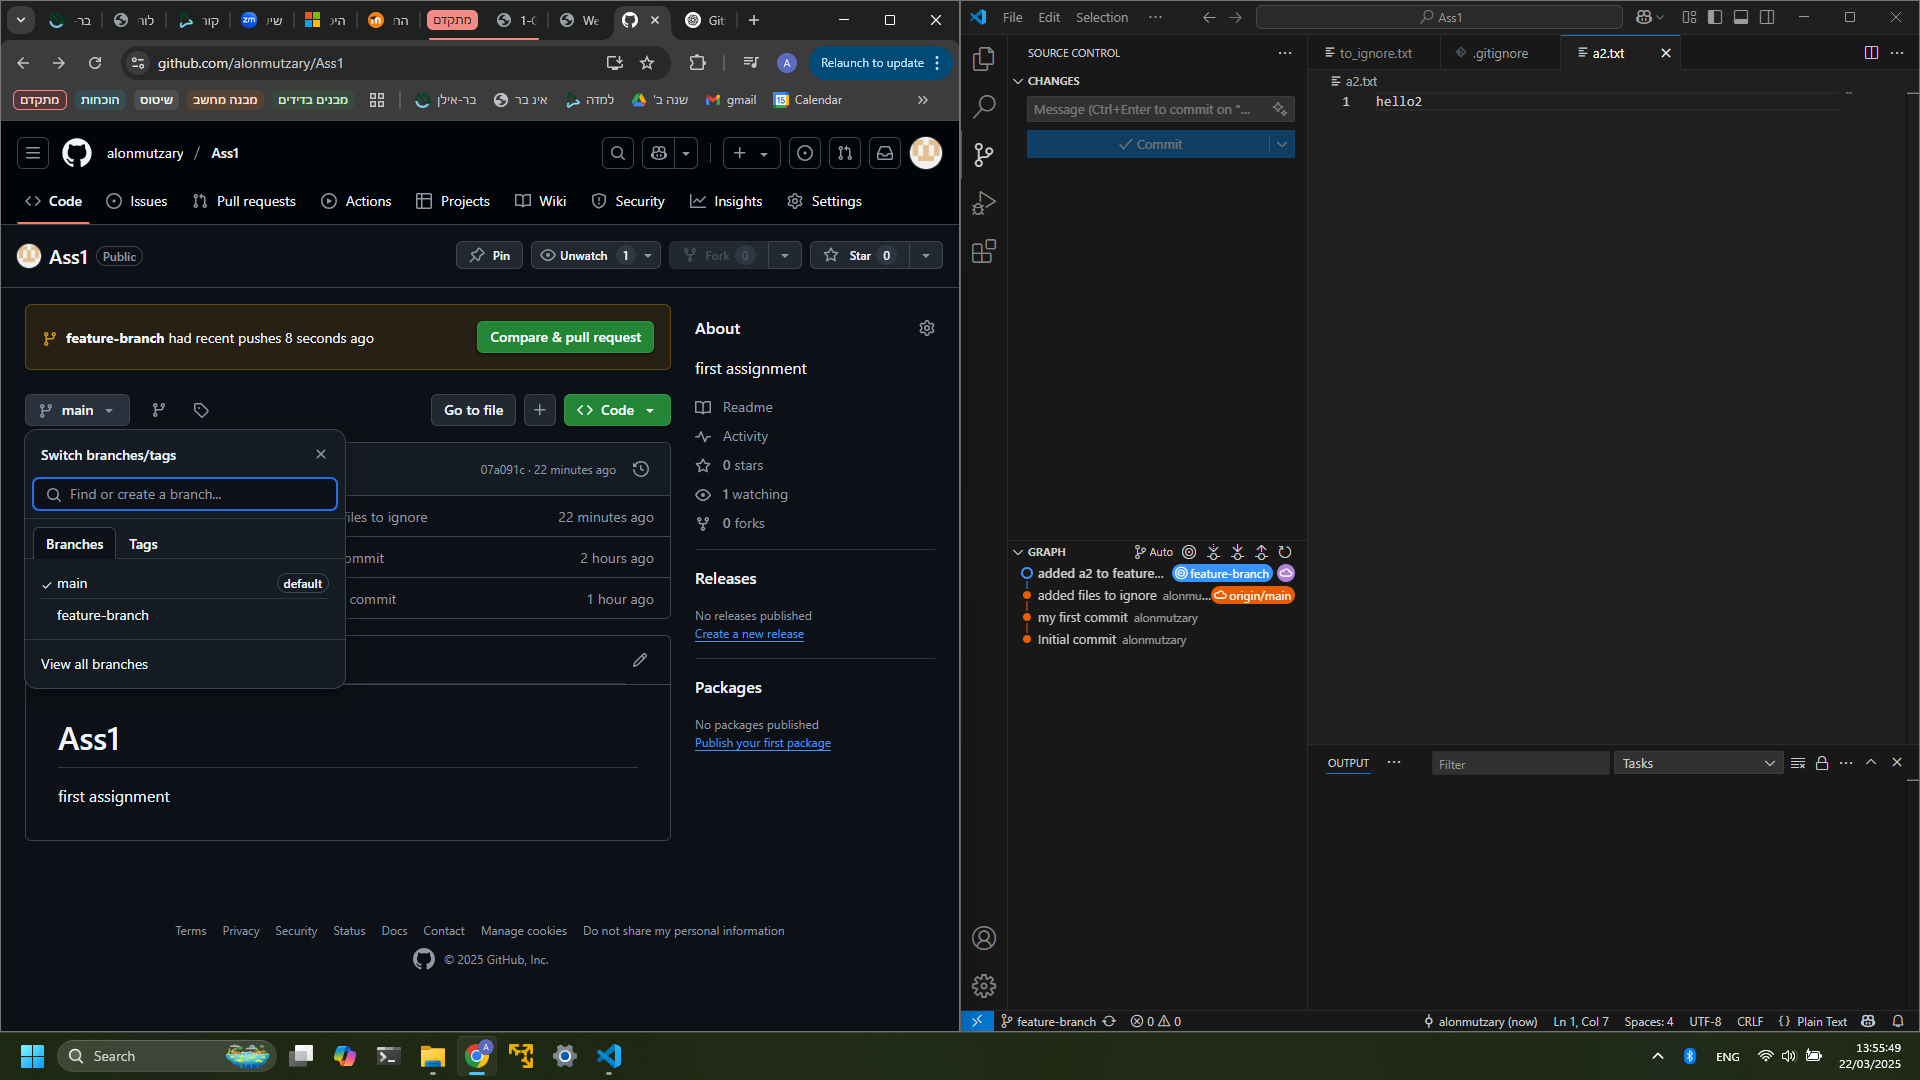 בר-
לוח
קור
zm
שיע
היכ
הח
מתקדם
1-(
We
Git
github.com/alonmutzary/Ass1
A
Relaunch to update
מתקדם
הוכחות
שיטוס
מבנה מחשב
מבנים בדידים
בר-אילן
אינ בר
למדה
שנה ב'
gmail
15
Calendar
alonmutzary / Ass1
Code
Issues
Pull requests
Actions
Projects
Wiki
Security
Insights
Settings
Ass1
Public
Pin
Unwatch 1
Fork 0
Star 0
feature-branch had recent pushes 8 seconds ago
Compare & pull request
main
Go to file
Code
Switch branches/tags
Find or create a branch...
Branches
Tags
main
default
feature-branch
View all branches
07a091c · 22 minutes ago
files to ignore
22 minutes ago
ommit
2 hours ago
commit
1 hour ago
Ass1
first assignment
About
first assignment
Readme
Activity
0 stars
1 watching
0 forks
Releases
No releases published
Create a new release
Packages
No packages published
Publish your first package
Terms
Privacy
Security
Status
Docs
Contact
Manage cookies
Do not share my personal information
© 2025 GitHub, Inc.
File
Edit
Selection
Ass1
SOURCE CONTROL
CHANGES
Message (Ctrl+Enter to commit on "...
Commit
GRAPH
Auto
added a2 to feature...
feature-branch
added files to ignore alonmu...
origin/main
my first commit alonmutzary
Initial commit alonmutzary
to_ignore.txt
.gitignore
a2.txt
a2.txt
1
hello2
OUTPUT
Filter
Tasks
feature-branch
0
0
alonmutzary (now)
Ln 1, Col 7
Spaces: 4
UTF-8
CRLF
Plain Text
Search
A
ENG
13:55:49
22/03/2025